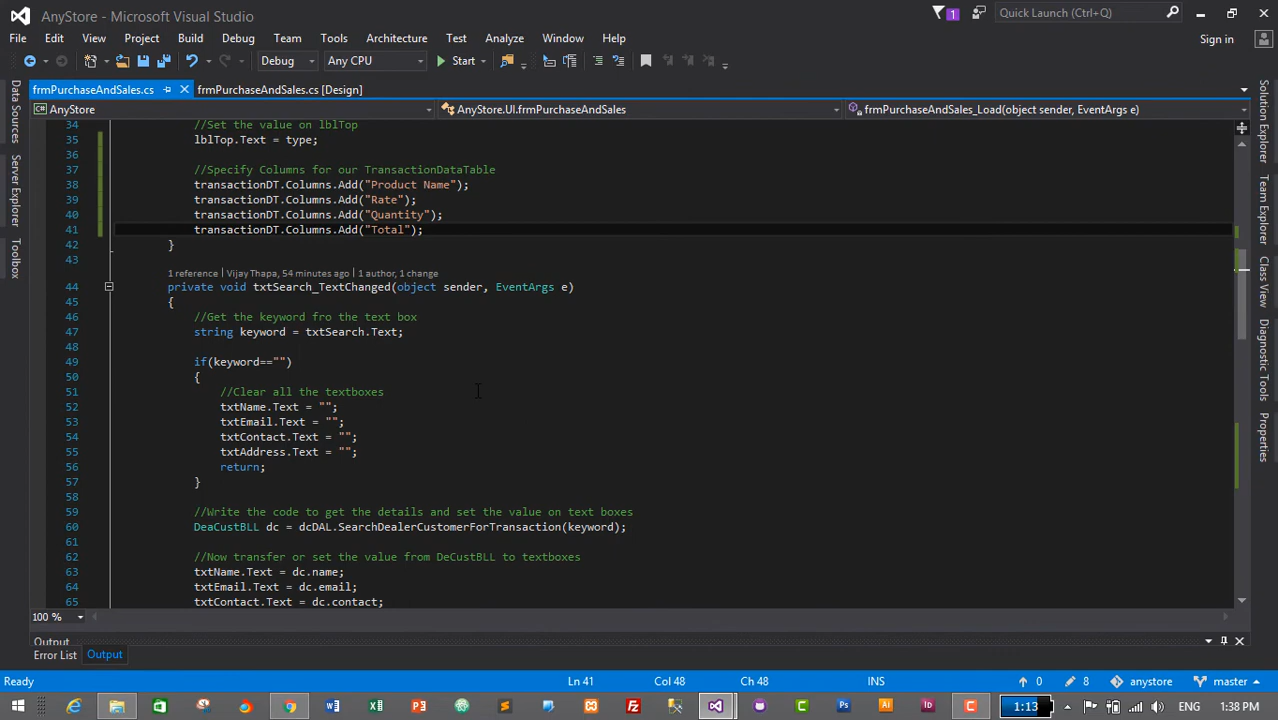 AnyStore - Microsoft Visual Studio
1
Quick Launch (Ctrl+Q)
File Edit View Project Build Debug Team Tools Architecture Test Analyze Window Help
Sign in
Debug Any CPU Start
frmPurchaseAndSales.cs frmPurchaseAndSales.cs [Design]
AnyStore AnyStore.UI.frmPurchaseAndSales frmPurchaseAndSales_Load(object sender, EventArgs e)
Data Sources
Server Explorer
Toolbox
34 //Set the value on lblTop
35 lblTop.Text = type;
36
37 //Specify Columns for our TransactionDataTable
38 transactionDT.Columns.Add("Product Name");
39 transactionDT.Columns.Add("Rate");
40 transactionDT.Columns.Add("Quantity");
41 transactionDT.Columns.Add("Total");
42 }
43
1 reference | Vijay Thapa, 54 minutes ago | 1 author, 1 change
44 private void txtSearch_TextChanged(object sender, EventArgs e)
45 {
46 //Get the keyword fro the text box
47 string keyword = txtSearch.Text;
48
49 if(keyword=="")
50 {
51 //Clear all the textboxes
52 txtName.Text = "";
53 txtEmail.Text = "";
54 txtContact.Text = "";
55 txtAddress.Text = "";
56 return;
57 }
58
59 //Write the code to get the details and set the value on text boxes
60 DeaCustBLL dc = dcDAL.SearchDealerCustomerForTransaction(keyword);
61
62 //Now transfer or set the value from DeCustBLL to textboxes
63 txtName.Text = dc.name;
64 txtEmail.Text = dc.email;
65 txtContact.Text = dc.contact;
Solution Explorer
Team Explorer
Class View
Diagnostic Tools
Properties
100 %
Output
Error List Output
Ready Ln 41 Col 48 Ch 48 INS 0 8 anystore master
1:13 ENG 1:38 PM